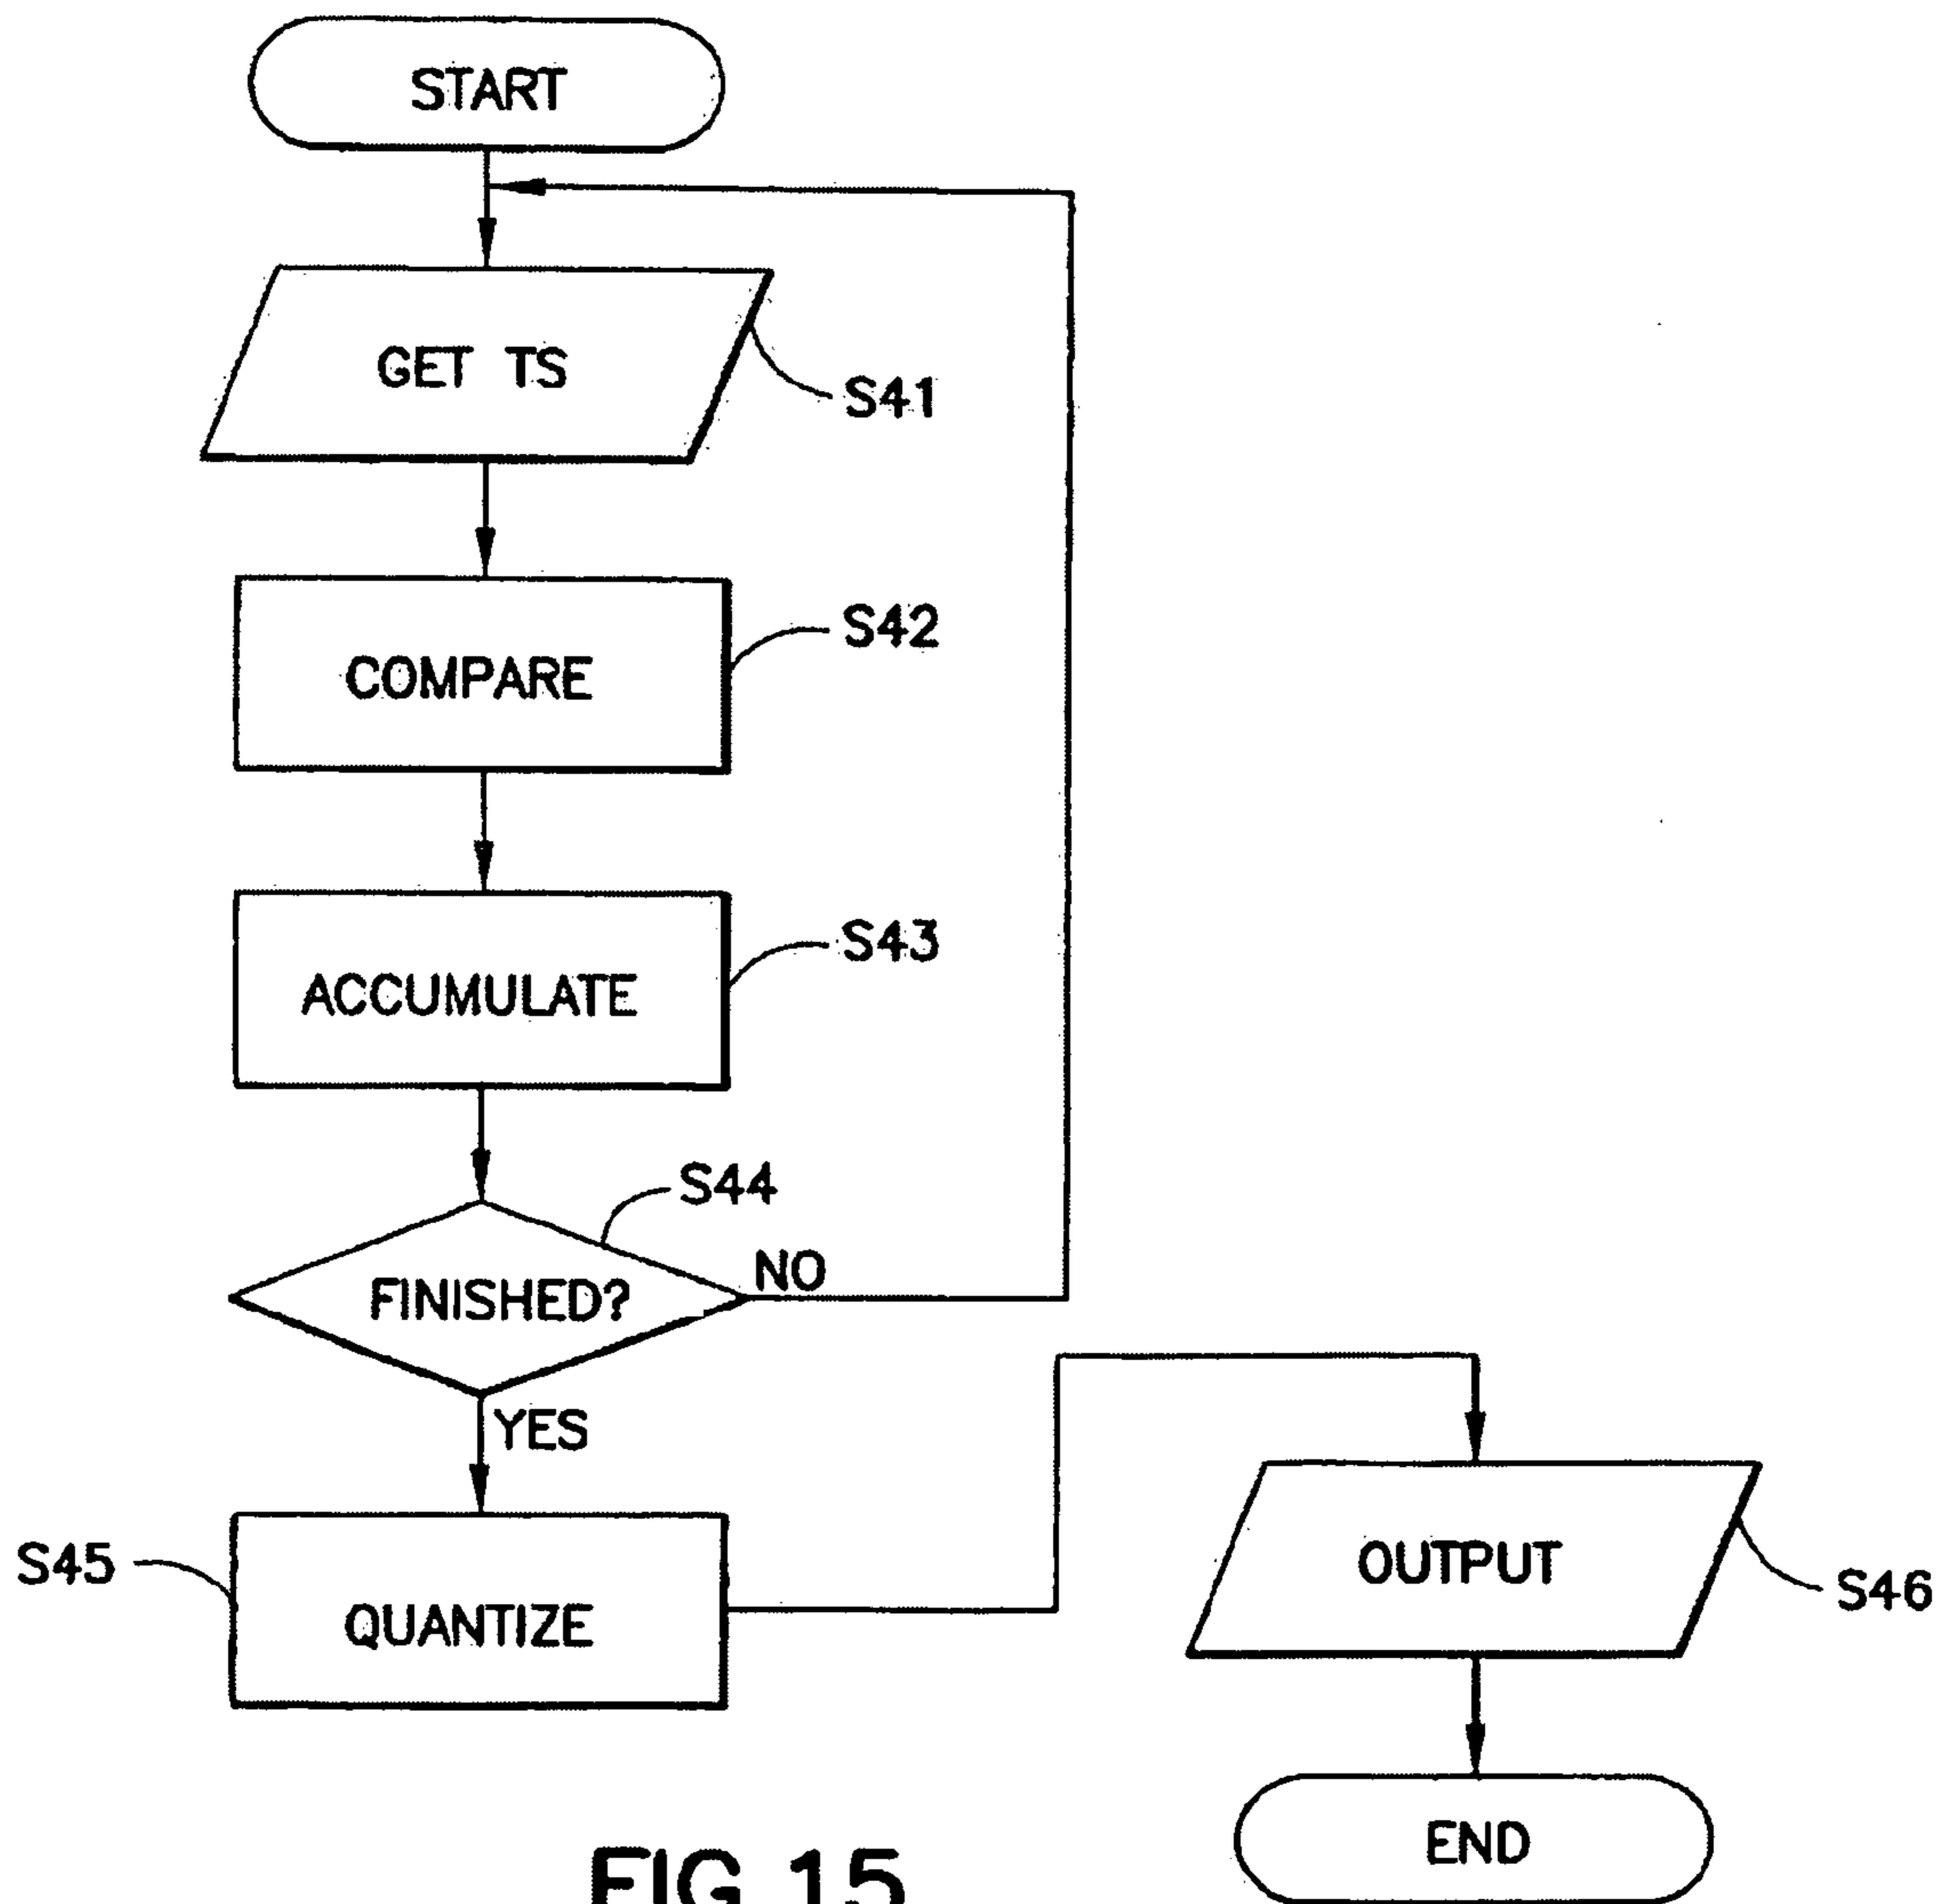 START
GET TS
S41
COMPARE
S42
ACCUMULATE
S43
S44
FINISHED?
NO
YES
S45
QUANTIZE
OUTPUT
S46
END
FIG. 15